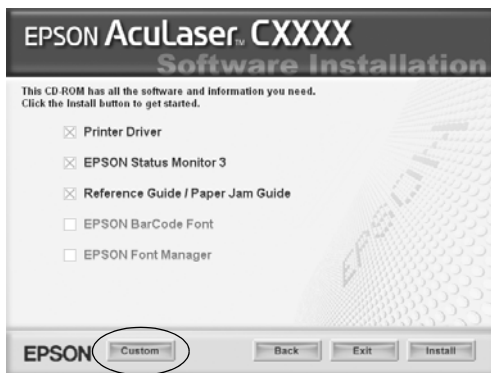 EPSON AcuLaser™ CXXXX
Software Installation
This CD-ROM has all the software and information you need.
Click the Install button to get started.
Printer Driver
EPSON Status Monitor 3
Reference Guide / Paper Jam Guide
EPSON BarCode Font
EPSON Font Manager
EPSON
EPSON Custom Back Exit Install